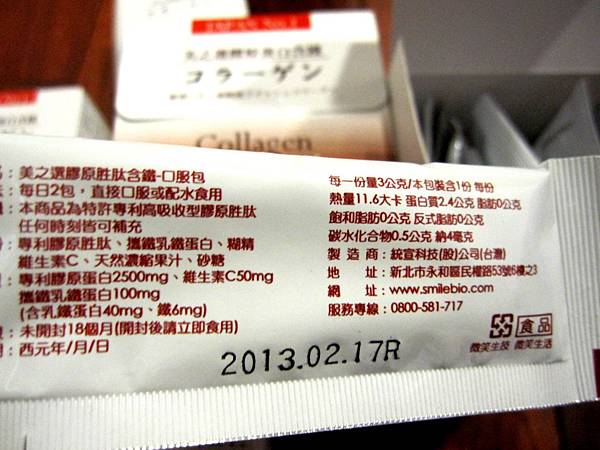 JAPAN No.1
コラーゲン
Collagen
：美之選膠原胜肽含鐵-口服包
：每日2包，直接口服或配水食用
：本商品為特許專利高吸收型膠原胜肽
任何時刻皆可補充
：專利膠原胜肽、攜鐵乳鐵蛋白、糊精
維生素C、天然濃縮果汁、砂糖
：專利膠原蛋白2500mg、維生素C50mg
攜鐵乳鐵蛋白100mg
(含乳鐵蛋白40mg、鐵6mg)
：未開封18個月(開封後請立即食用)
：西元年/月/日
每一份量3公克/本包裝含1份 每份
熱量11.6大卡 蛋白質2.4公克 脂肪0公克
飽和脂肪0公克 反式脂肪0公克
碳水化合物0.5公克 納4毫克
製造商：統宣科技(股)公司(台灣)
地址：新北市永和區民權路53號6樓之3
網址：www.smilebio.com
服務專線：0800-581-717
食品
微笑生技 微笑生活
2013.02.17R